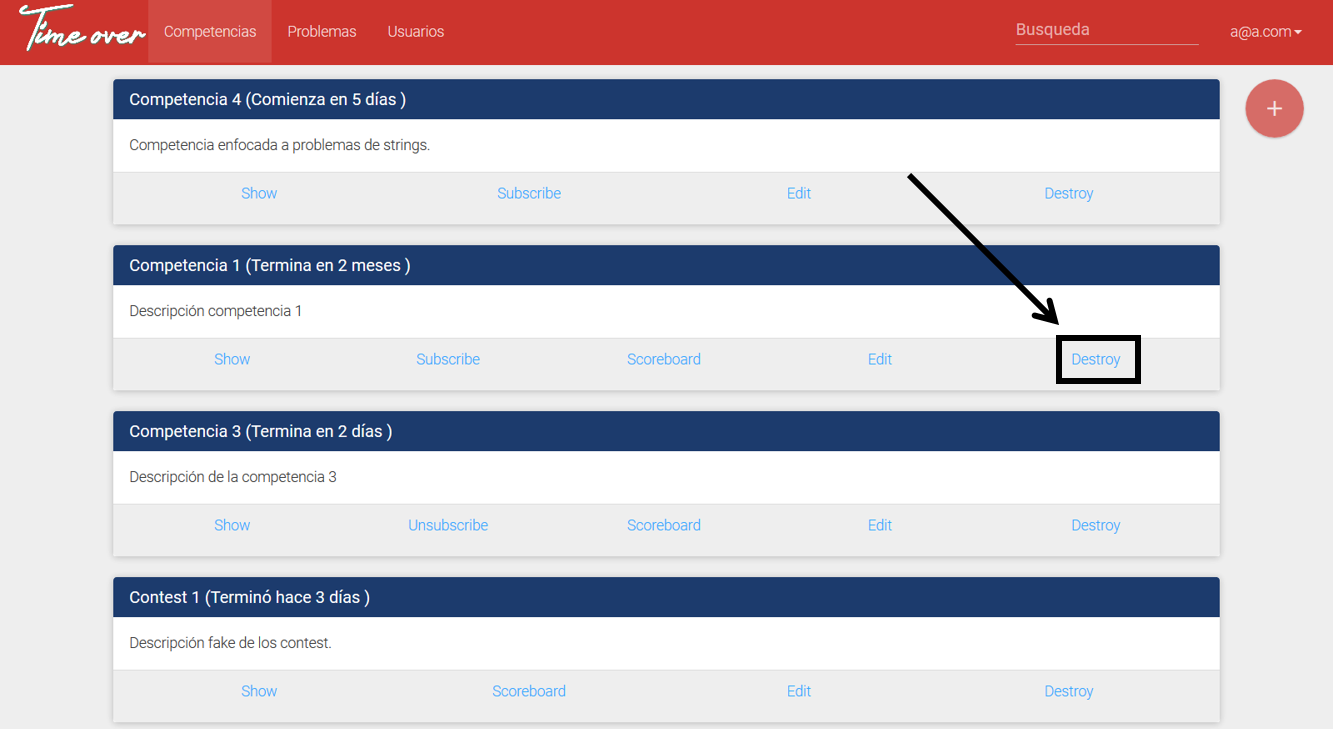 Time over Competencias Problemas Usuarios Busqueda a@a.com
Competencia 4 (Comienza en 5 días )
+
Competencia enfocada a problemas de strings.
Show Subscribe Edit Destroy
Competencia 1 (Termina en 2 meses )
Descripción competencia 1
Show Subscribe Scoreboard Edit Destroy
Competencia 3 (Termina en 2 días )
Descripción de la competencia 3
Show Unsubscribe Scoreboard Edit Destroy
Contest 1 (Terminó hace 3 días )
Descripción fake de los contest.
Show Scoreboard Edit Destroy